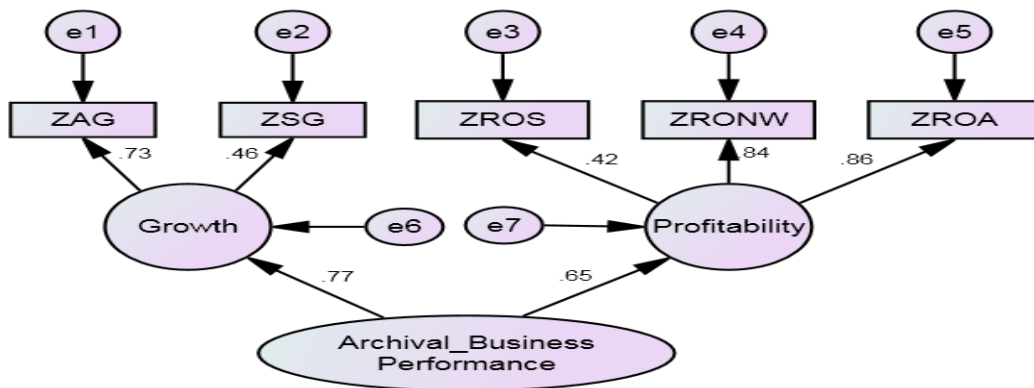 e1 e2 e3 e4 e5
ZAG ZSG ZROS ZRONW ZROA
.73 .46 .42 .84 .86
Growth e6 e7 Profitability
.77 .65
Archival_Business
Performance